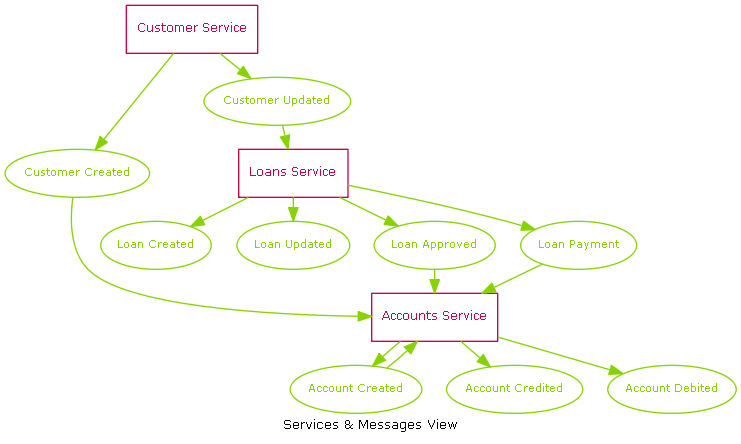 Customer Service
Customer Updated
Customer Created
Loans Service
Loan Created
Loan Updated
Loan Approved
Loan Payment
Accounts Service
Account Created
Account Credited
Account Debited
Services & Messages View